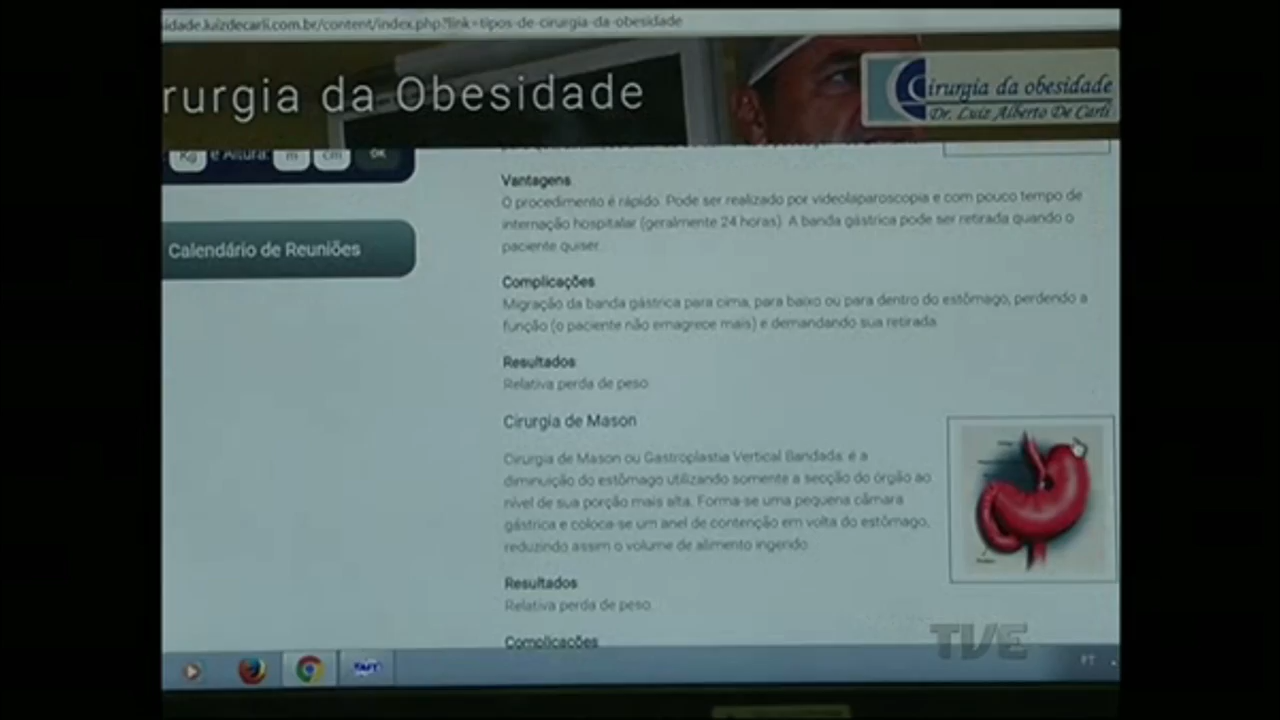 idade.luizdecarli.com.br/content/index.php?link=tipos-de-cirurgia-da-obesidade
rurgia da Obesidade
Cirurgia da obesidade
Dr. Luiz Alberto De Carli
Kg e Altura: m cm OK
Calendário de Reuniões
Vantagens
O procedimento é rápido. Pode ser realizado por videolaparoscopia e com pouco tempo de
internação hospitalar (geralmente 24 horas). A banda gástrica pode ser retirada quando o
paciente quiser.
Complicações
Migração da banda gástrica para cima, para baixo ou para dentro do estômago, perdendo a
função (o paciente não emagrece mais) e demandando sua retirada.
Resultados
Relativa perda de peso.
Cirurgia de Mason
Cirurgia de Mason ou Gastroplastia Vertical Bandada: é a
diminuição do estômago utilizando somente a secção do órgão ao
nível de sua porção mais alta. Forma-se uma pequena câmara
gástrica e coloca-se um anel de contenção em volta do estômago,
reduzindo assim o volume de alimento ingerido.
Resultados
Relativa perda de peso.
Complicações
TVE
PT